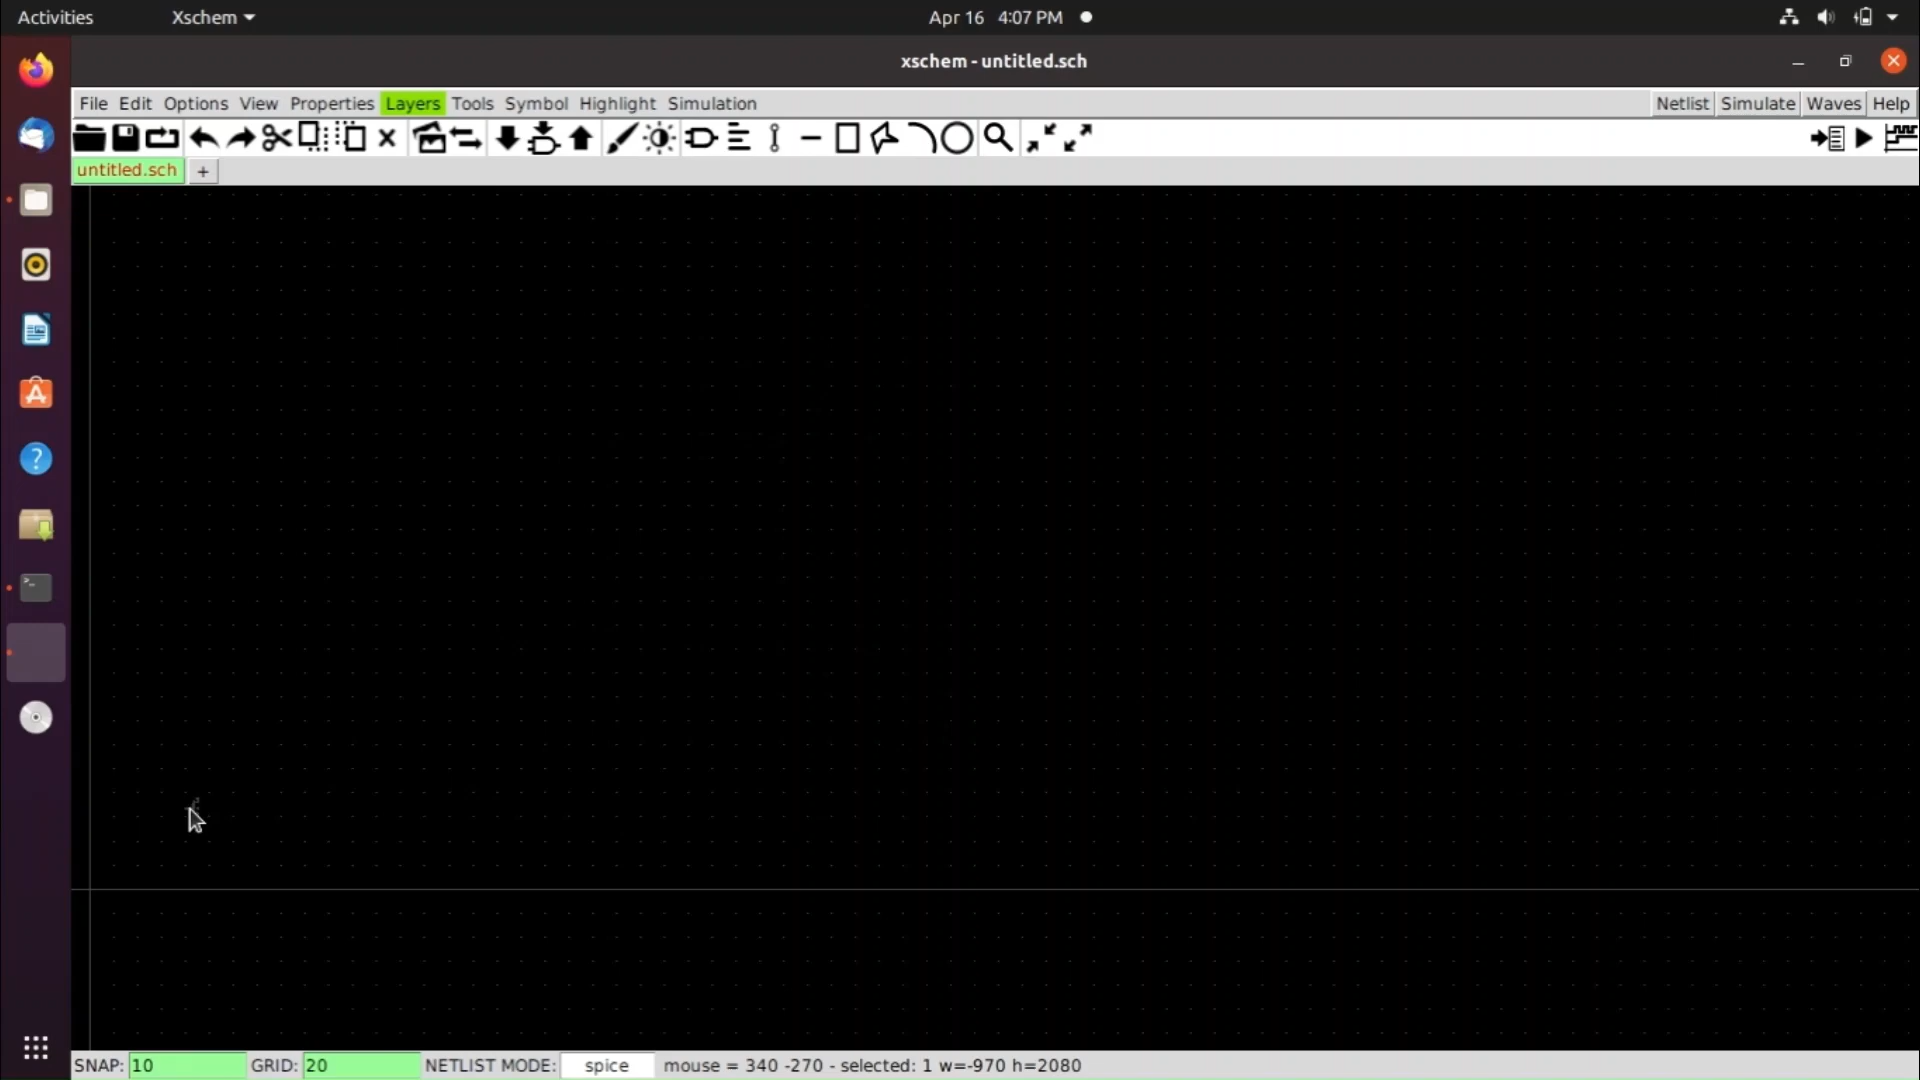 Activities Xschem Apr 16 4:07 PM
xschem - untitled.sch
File Edit Options View Properties Layers Tools Symbol Highlight Simulation Netlist Simulate Waves Help
untitled.sch +
SNAP: 10 GRID: 20 NETLIST MODE: spice mouse = 340 -270 - selected: 1 w=-970 h=2080